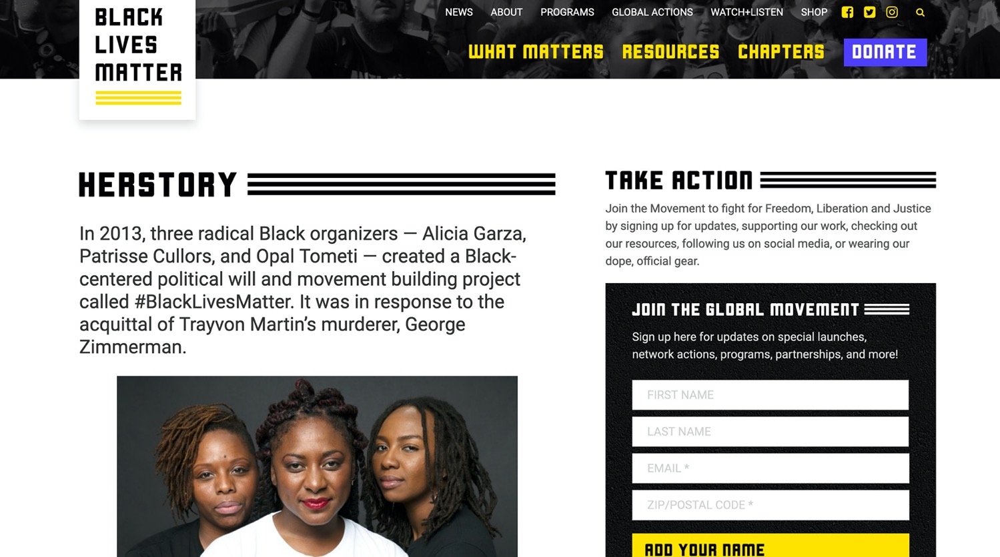 BLACK
LIVES
MATTER
NEWS ABOUT PROGRAMS GLOBAL ACTIONS WATCH+LISTEN SHOP
WHAT MATTERS RESOURCES CHAPTERS DONATE
HERSTORY
In 2013, three radical Black organizers — Alicia Garza,
Patrisse Cullors, and Opal Tometi — created a Black-
centered political will and movement building project
called #BlackLivesMatter. It was in response to the
acquittal of Trayvon Martin’s murderer, George
Zimmerman.
TAKE ACTION
Join the Movement to fight for Freedom, Liberation and Justice
by signing up for updates, supporting our work, checking out
our resources, following us on social media, or wearing our
dope, official gear.
JOIN THE GLOBAL MOVEMENT
Sign up here for updates on special launches,
network actions, programs, partnerships, and more!
FIRST NAME
LAST NAME
EMAIL *
ZIP/POSTAL CODE *
ADD YOUR NAME